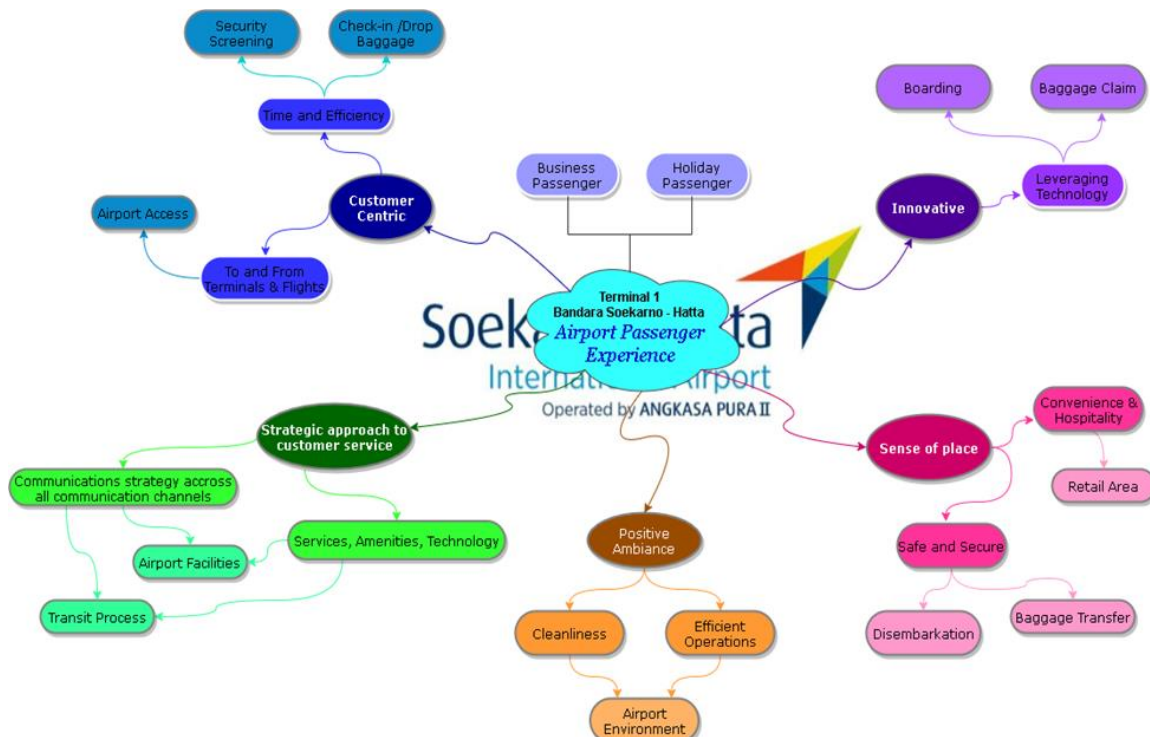 Security
Screening
Check-in /Drop
Baggage
Time and Efficiency
Customer
Centric
Airport Access
To and From
Terminals & Flights
Business
Passenger
Holiday
Passenger
Boarding
Baggage Claim
Leveraging
Technology
Innovative
Terminal 1
Bandara Soekarno - Hatta
Airport Passenger
Experience
Soeka ta
International Airport
Operated by ANGKASA PURA II
Strategic approach to
customer service
Communications strategy accross
all communication channels
Services, Amenities, Technology
Airport Facilities
Transit Process
Positive
Ambiance
Cleanliness
Efficient
Operations
Airport
Environment
Sense of place
Convenience &
Hospitality
Retail Area
Safe and Secure
Disembarkation
Baggage Transfer